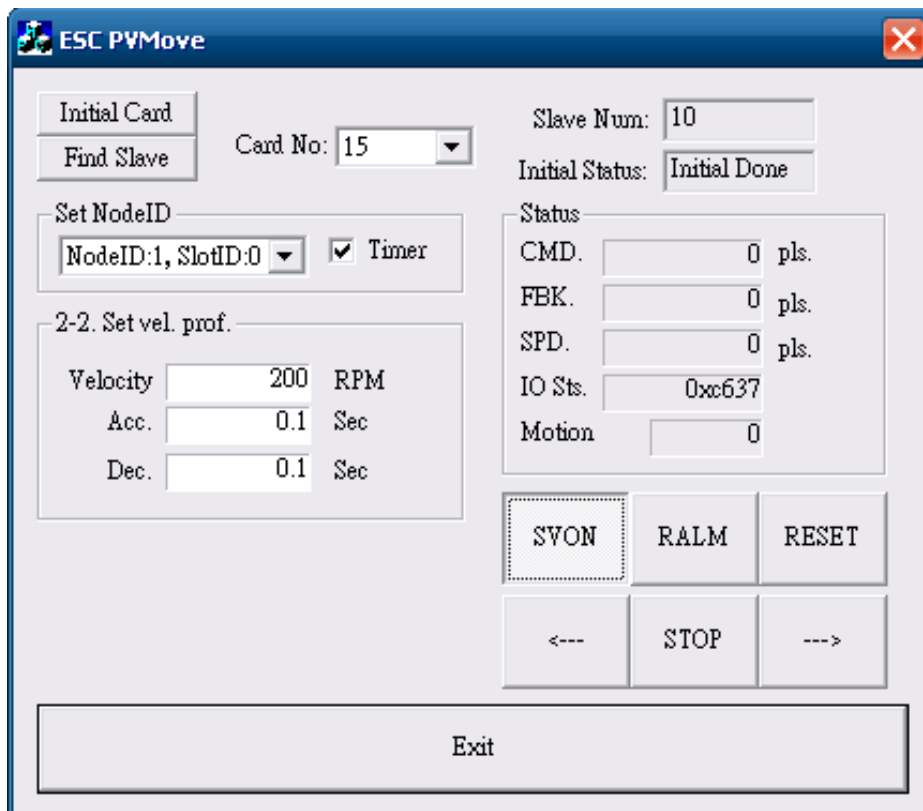 ESC PVMove
Initial Card
Find Slave
Card No: 15
Slave Num: 10
Initial Status: Initial Done
Set NodeID
NodeID:1, SlotID:0
Timer
2-2. Set vel. prof.
Velocity 200 RPM
Acc. 0.1 Sec
Dec. 0.1 Sec
Status
CMD. 0 pls.
FBK. 0 pls.
SPD. 0 pls.
IO Sts. 0xc637
Motion 0
SVON RALM RESET
<--- STOP --->
Exit